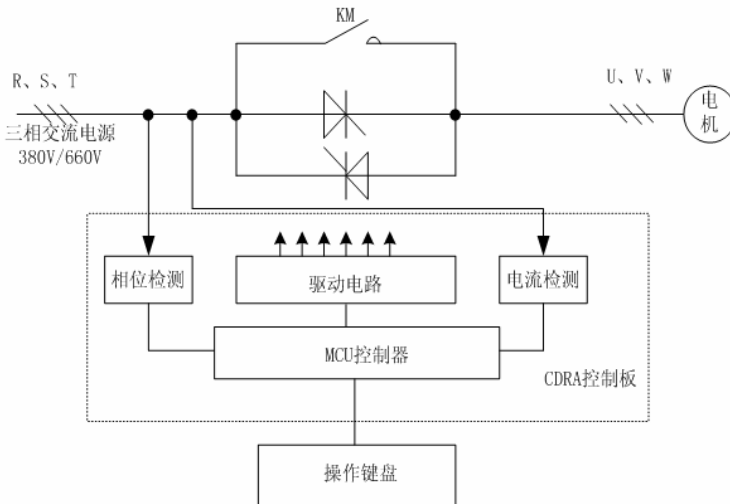 KM
R、S、T
U、V、W
电
机
三相交流电源
380V/660V
相位检测
驱动电路
电流检测
MCU控制器
CDRA控制板
操作键盘